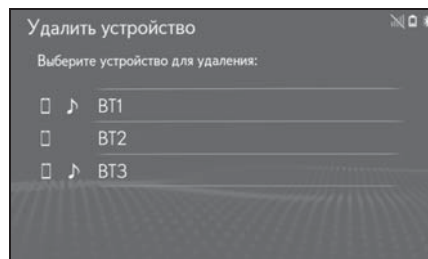 Удалить устройство
Выберите устройство для удаления:
BT1
BT2
BT3